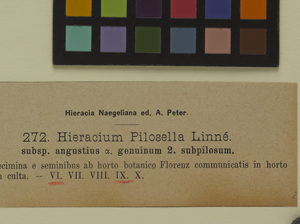 Hieracia Naegeliana ed. A. Peter.
272. Hieracium Pilosella Linné.
subsp. angustius α. genuinum 2. subpilosum.
ecimina e seminibus ab horto botanico Florenz communicatis in horto
culta. — VI. VII. VIII. IX. X.